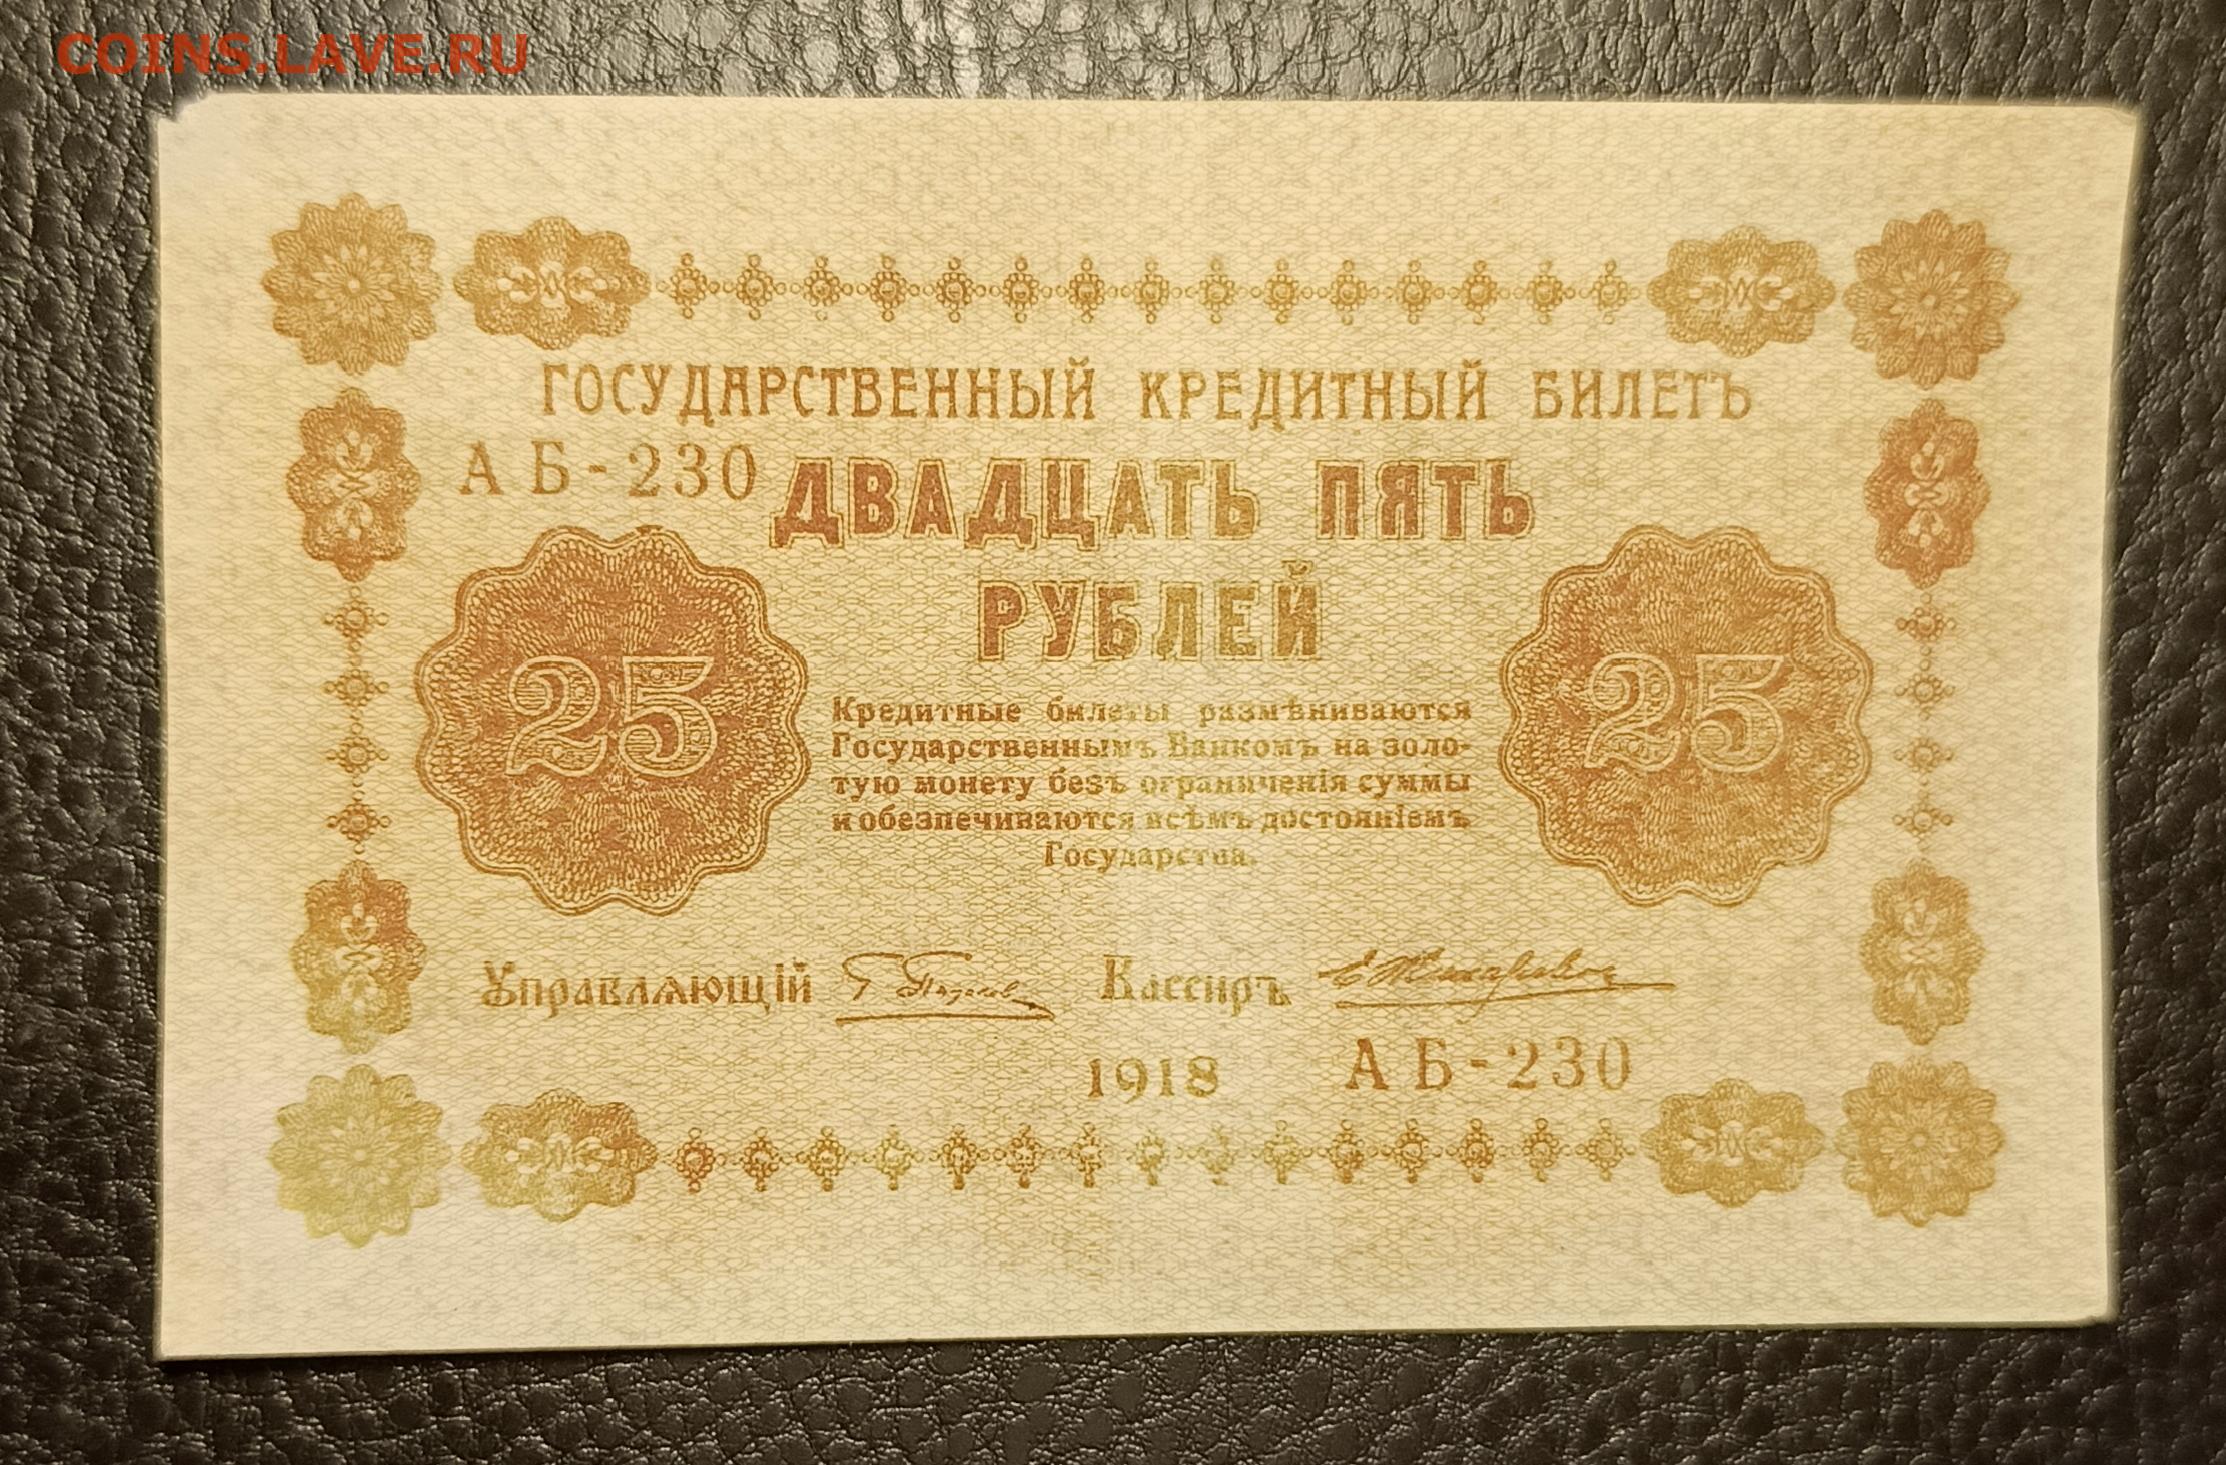 COINS.LAVE.RU
ГОСУДАРСТВЕННЫЙ КРЕДИТНЫЙ БИЛЕТЪ
АБ-230 ДВАДЦАТЬ ПЯТЬ
РУБЛЕЙ
25
Кредитные билеты размѣниваются
Государственнымъ Банкомъ на золо-
тую монету безъ ограниченія суммы
и обезпечиваются всѣмъ достояніемъ
Государства.
25
Управляющій Кассиръ
1918 АБ-230